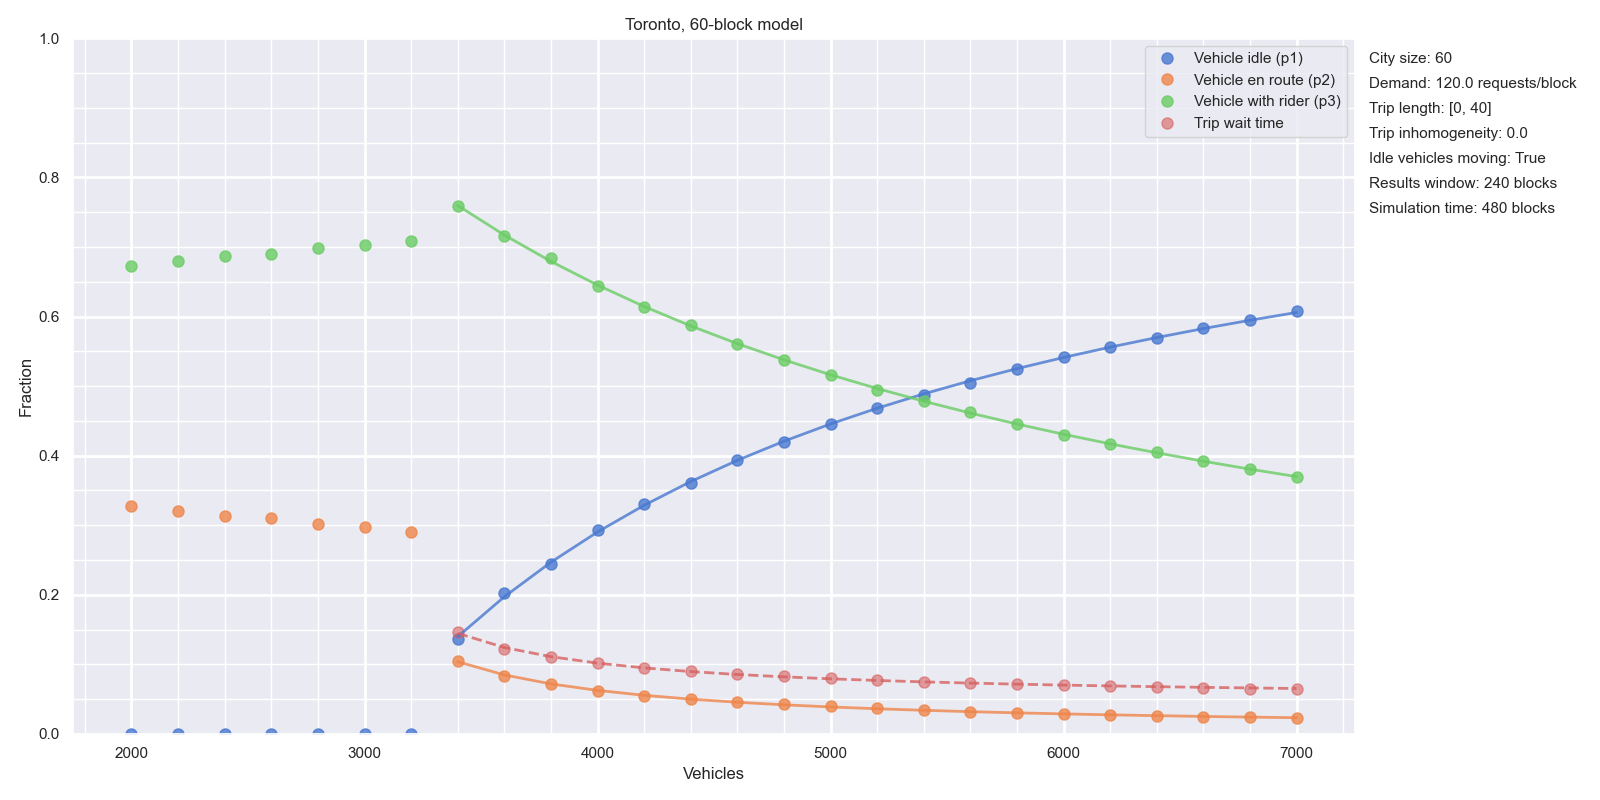 Toronto, 60-block model
1.0
0.8
0.6
0.4
0.2
0.0
Fraction
2000
3000
4000
5000
6000
7000
Vehicles
Vehicle idle (p1)
Vehicle en route (p2)
Vehicle with rider (p3)
Trip wait time
City size: 60
Demand: 120.0 requests/block
Trip length: [0, 40]
Trip inhomogeneity: 0.0
Idle vehicles moving: True
Results window: 240 blocks
Simulation time: 480 blocks